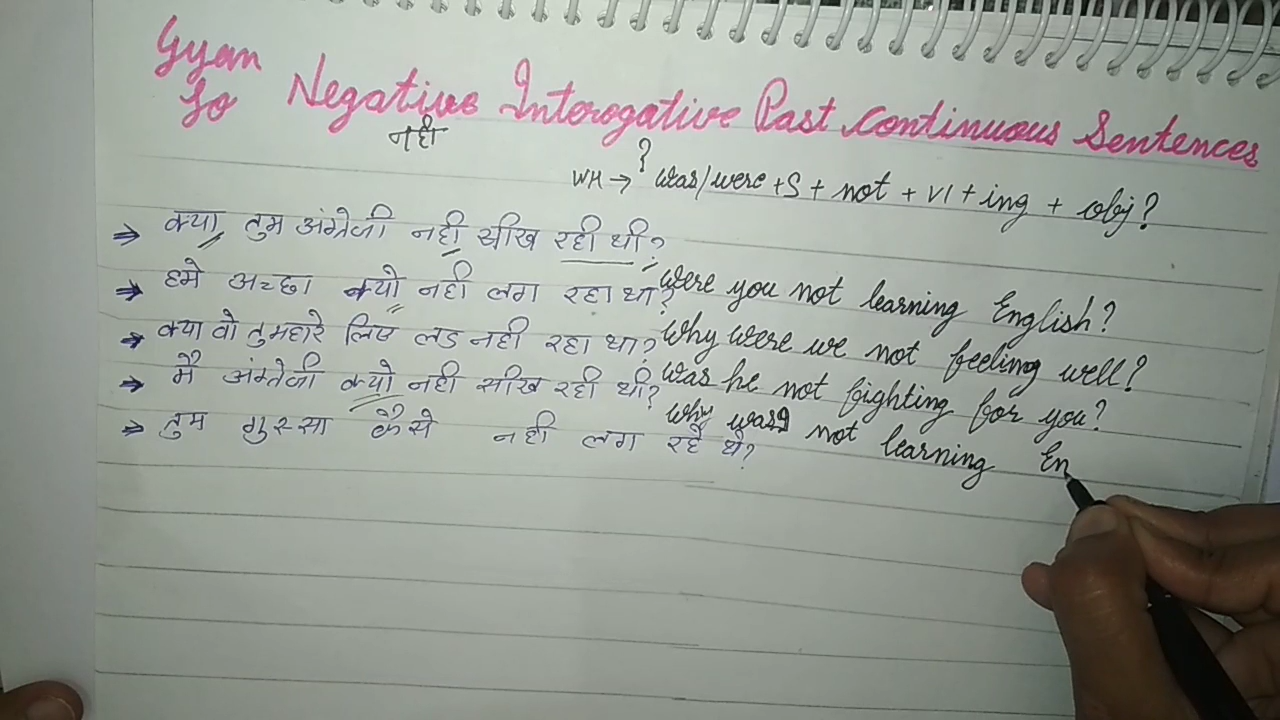 Gyan
So
Negative Interogative Past Continuous Sentences
नही
WH → ? was/were + S + not + V1 + ing + obj?
⇒ क्या तुम अंग्रेजी नही सीख रही थी?
Were you not learning English?
⇒ हमे अच्छा क्यो नही लग रहा था?
Why were we not feeling well?
⇒ क्या वो तुमहारे लिए लड नही रहा था?
Was he not fighting for you?
⇒ मै अंग्रेजी क्यो नही सीख रही थी?
Why was I not learning En
⇒ तुम गुस्सा कैसे नही लग रहे थे?